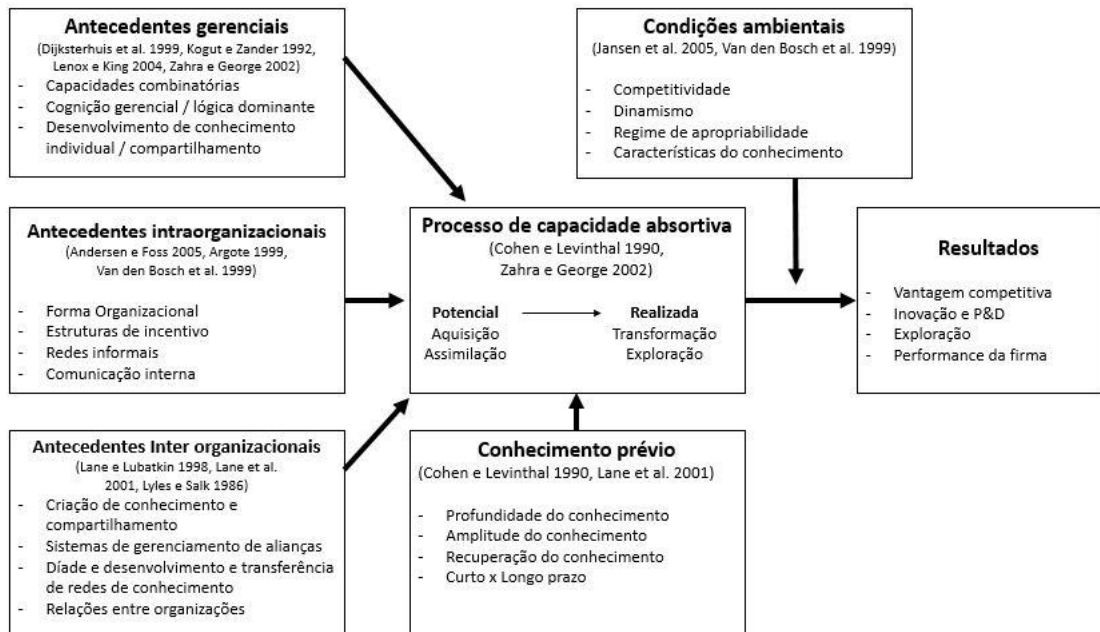 Antecedentes gerenciais
(Dijksterhuis et al. 1999, Kogut e Zander 1992,
Lenox e King 2004, Zahra e George 2002)
- Capacidades combinatórias
- Cognição gerencial / lógica dominante
- Desenvolvimento de conhecimento
individual / compartilhamento
Condições ambientais
(Jansen et al. 2005, Van den Bosch et al. 1999)
- Competitividade
- Dinamismo
- Regime de apropriabilidade
- Características do conhecimento
Antecedentes intraorganizacionais
(Andersen e Foss 2005, Argote 1999,
Van den Bosch et al. 1999)
- Forma Organizacional
- Estruturas de incentivo
- Redes informais
- Comunicação interna
Processo de capacidade absortiva
(Cohen e Levinthal 1990,
Zahra e George 2002)
Potencial Realizada
Aquisição Transformação
Assimilação Exploração
Resultados
- Vantagem competitiva
- Inovação e P&D
- Exploração
- Performance da firma
Antecedentes Inter organizacionais
(Lane e Lubatkin 1998, Lane et al.
2001, Lyles e Salk 1986)
- Criação de conhecimento e
compartilhamento
- Sistemas de gerenciamento de alianças
- Díade e desenvolvimento e transferência
de redes de conhecimento
- Relações entre organizações
Conhecimento prévio
(Cohen e Levinthal 1990, Lane et al. 2001)
- Profundidade do conhecimento
- Amplitude do conhecimento
- Recuperação do conhecimento
- Curto x Longo prazo